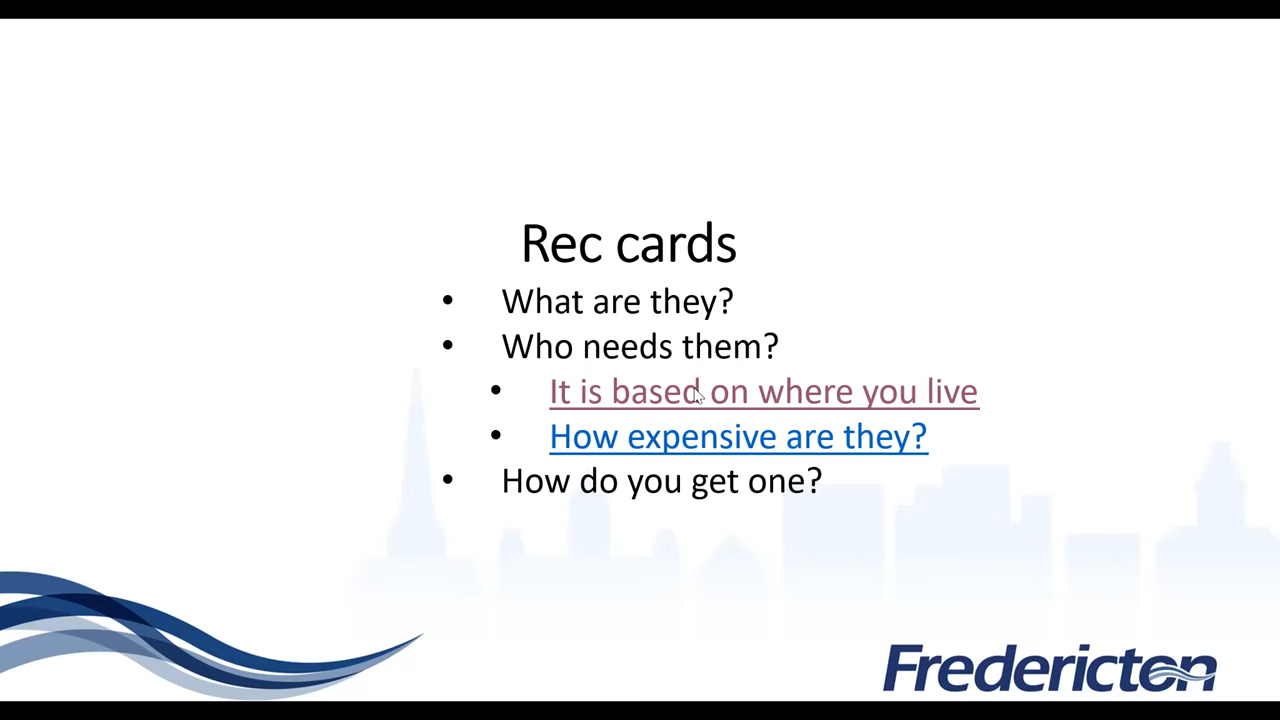 Rec cards
• What are they?
• Who needs them?
• It is based on where you live
• How expensive are they?
• How do you get one?
Fredericton